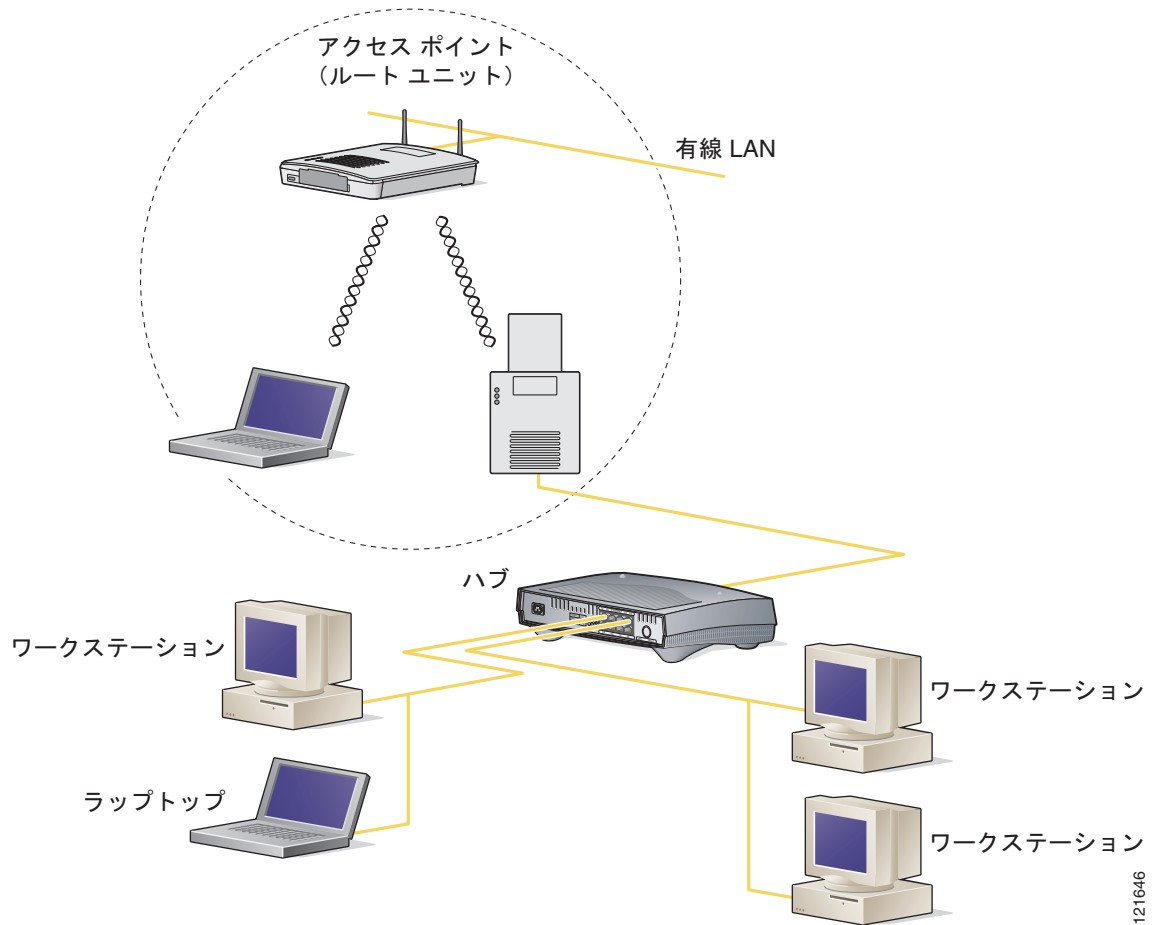 アクセス ポイント
（ルート ユニット）
有線 LAN
ハブ
ワークステーション
ワークステーション
ラップトップ
ワークステーション
121646